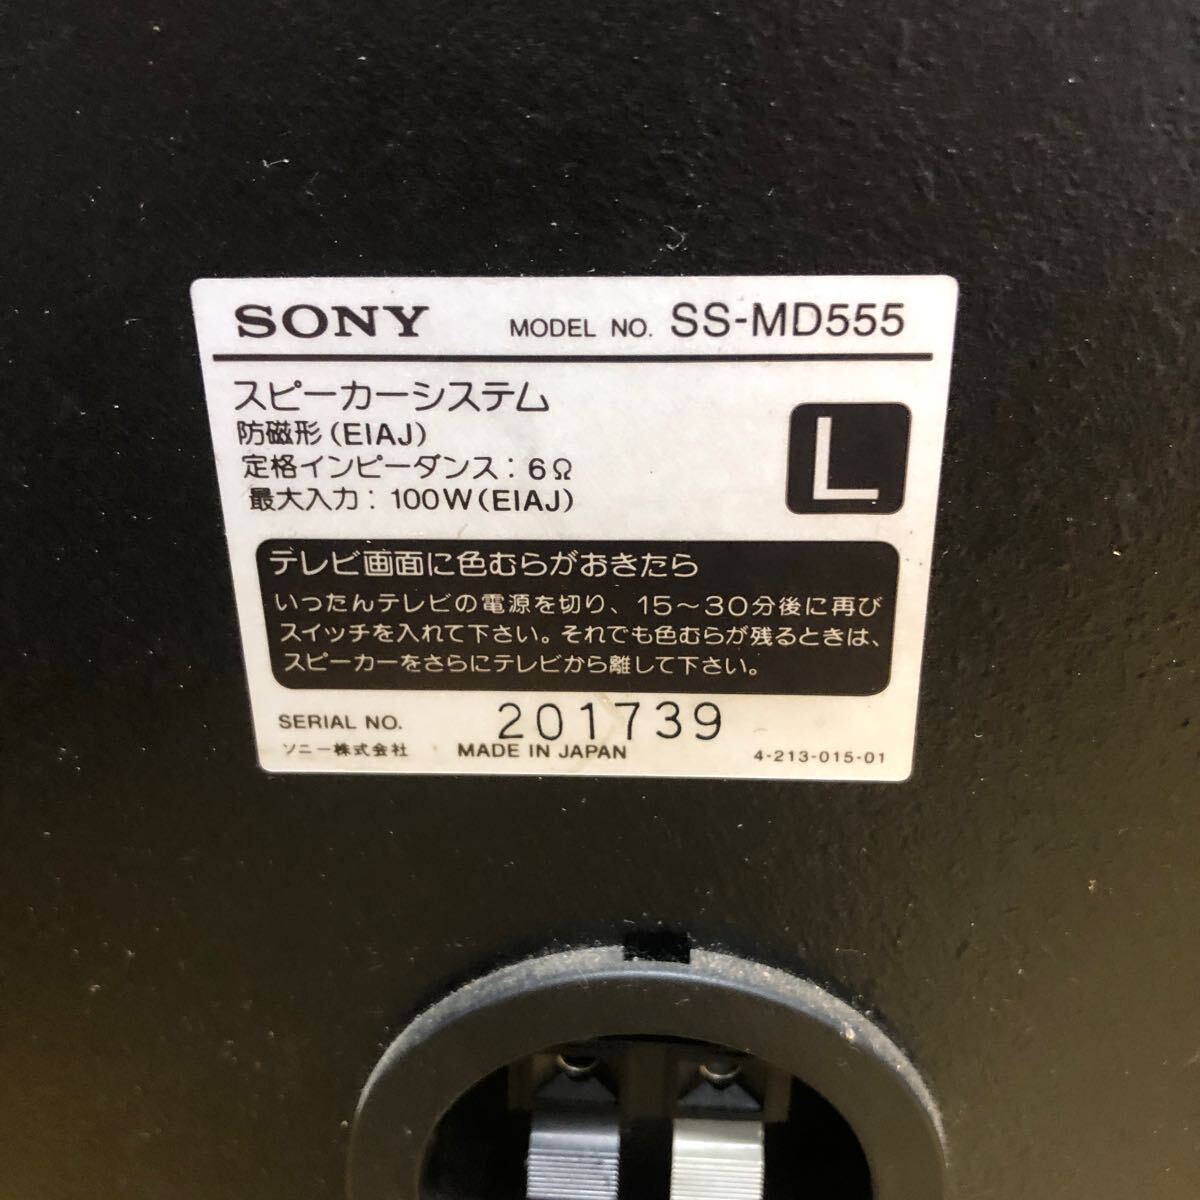 SONY MODEL NO. SS-MD555
スピーカーシステム
防磁形(EIAJ)
定格インピーダンス：6Ω
最大入力：100W(EIAJ)
L
テレビ画面に色むらがおきたら
いったんテレビの電源を切り、15～30分後に再び
スイッチを入れて下さい。それでも色むらが残るときは、
スピーカーをさらにテレビから離して下さい。
SERIAL NO. 201739
ソニー株式会社 MADE IN JAPAN 4-213-015-01